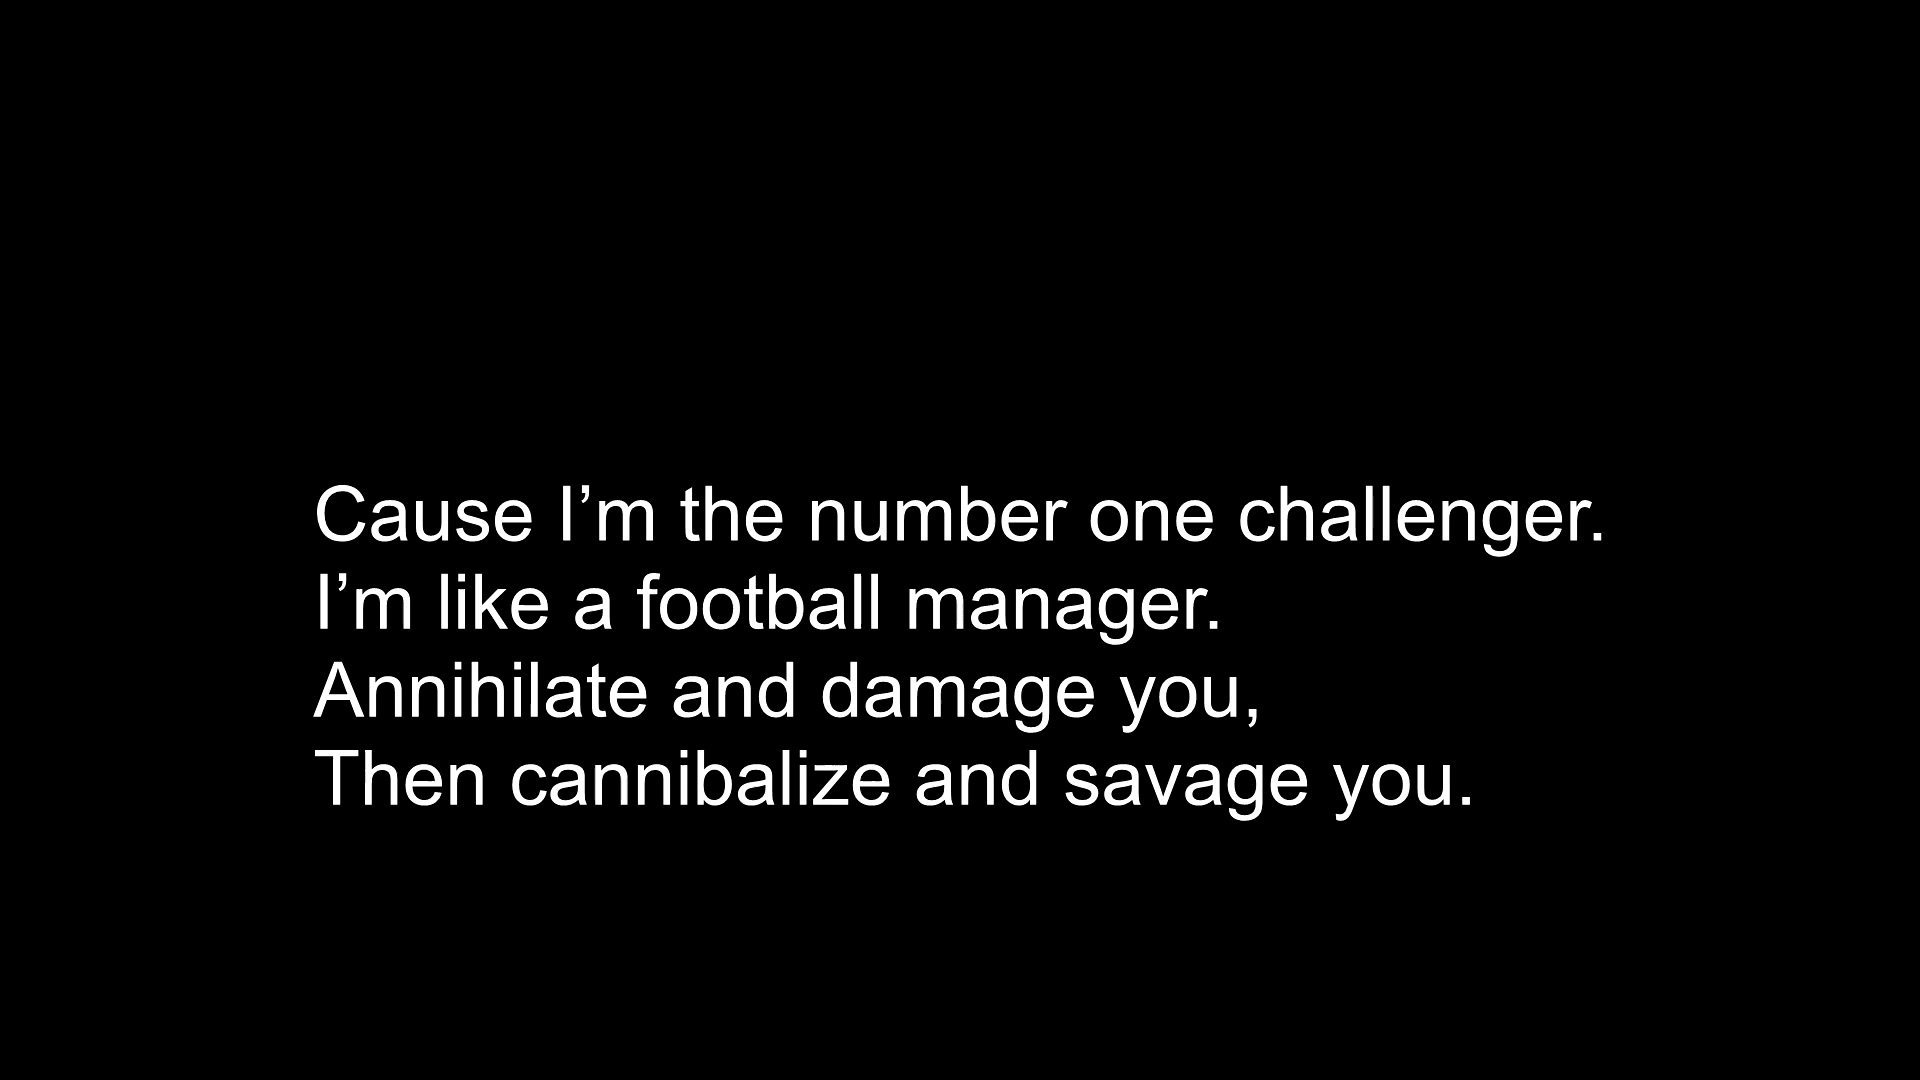 Cause I’m the number one challenger.
I’m like a football manager.
Annihilate and damage you,
Then cannibalize and savage you.